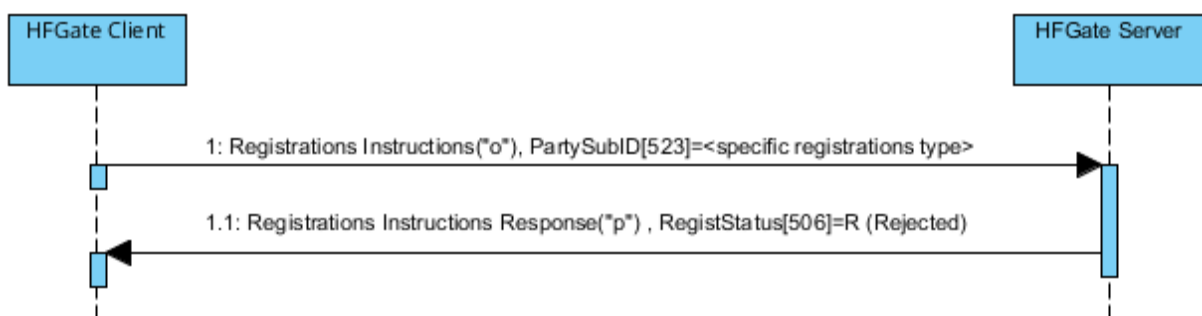 HFGate Client
HFGate Server
1: Registrations Instructions("o"), PartySubID[523]=<specific registrations type>
1.1: Registrations Instructions Response("p") , RegistStatus[506]=R (Rejected)